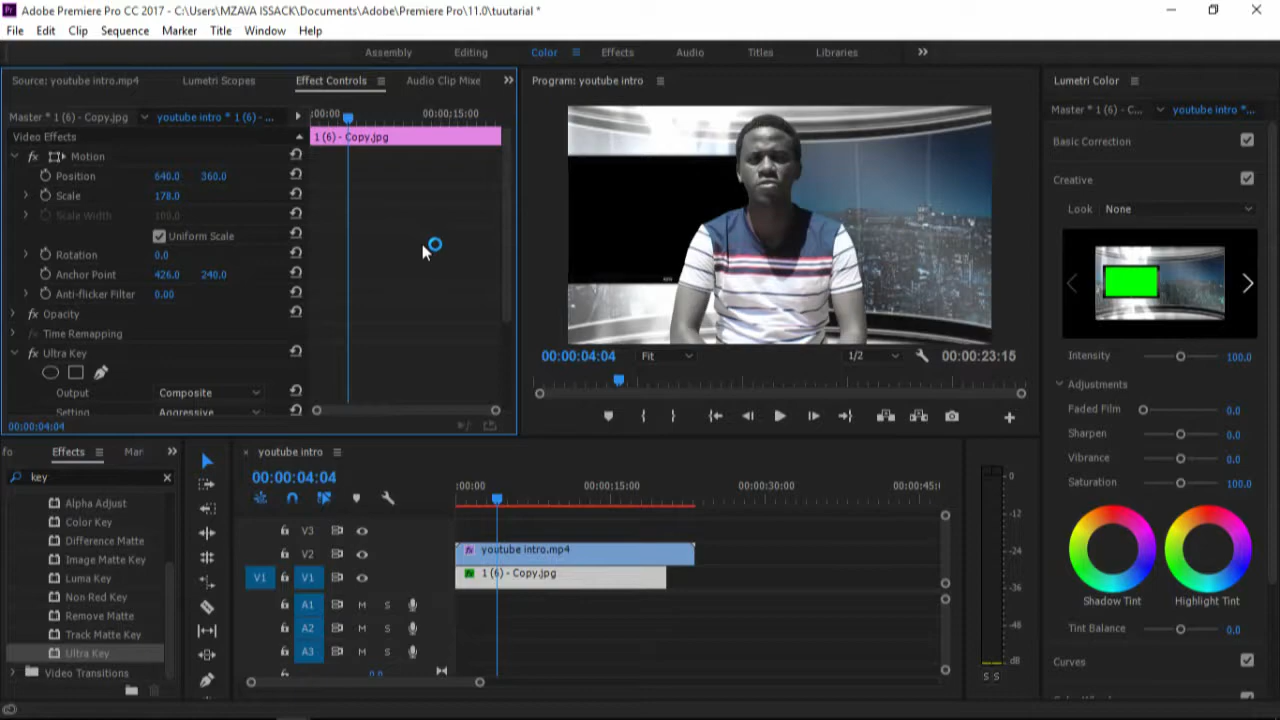 Adobe Premiere Pro CC 2017 - C:\Users\MZAVA ISSACK\Documents\Adobe\Premiere Pro\11.0\tuutarial *
File Edit Clip Sequence Marker Title Window Help
Assembly Editing Color Effects Audio Titles Libraries
Source: youtube intro.mp4 Lumetri Scopes Effect Controls Audio Clip Mixe
Program: youtube intro
Lumetri Color
Master * 1 (6) - Copy.jpg youtube intro * 1 (6) - ...
:00:00 00:00:15:00
1 (6) - Copy.jpg
Video Effects
fx Motion
Position 640.0 360.0
Scale 178.0
Scale Width 100.0
Uniform Scale
Rotation 0.0
Anchor Point 426.0 240.0
Anti-flicker Filter 0.00
fx Opacity
Time Remapping
fx Ultra Key
Output Composite
Setting Aggressive
00:00:04:04
00:00:04:04 Fit 1/2 00:00:23:15
Master * 1 (6) - C... youtube intro *...
Basic Correction
Creative
Look None
Intensity 100.0
Adjustments
Faded Film 0.0
Sharpen 0.0
Vibrance 0.0
Saturation 100.0
Shadow Tint Highlight Tint
Tint Balance 0.0
Curves
fo Effects Mar
key
Alpha Adjust
Color Key
Difference Matte
Image Matte Key
Luma Key
Non Red Key
Remove Matte
Track Matte Key
Ultra Key
Video Transitions
youtube intro
00:00:04:04
:00:00 00:00:15:00 00:00:30:00 00:00:45:(
V3
V2
V1 V1
A1 M S
A2 M S
A3 M S
0.0
fx youtube intro.mp4
fx 1 (6) - Copy.jpg
0
-12
-24
-36
-48
dB
S S